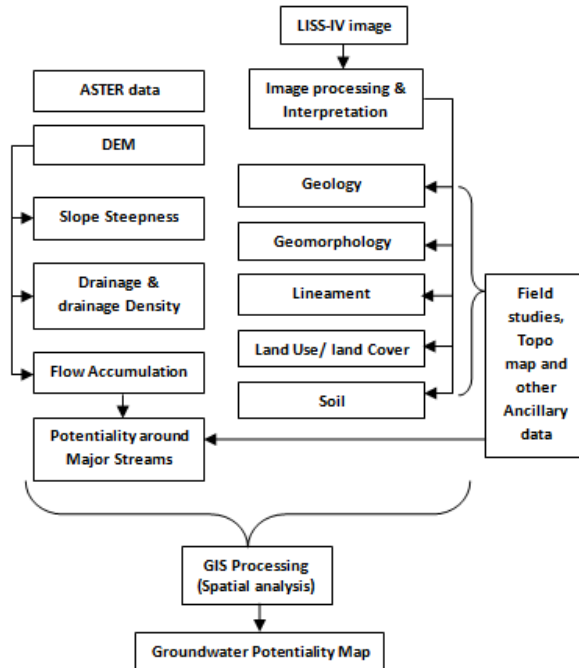 LISS-IV image
ASTER data
Image processing &
Interpretation
DEM
Geology
Slope Steepness
Geomorphology
Drainage &
drainage Density
Lineament
Field
studies,
Topo
map and
other
Ancillary
data
Land Use/ land Cover
Flow Accumulation
Soil
Potentiality around
Major Streams
GIS Processing
(Spatial analysis)
Groundwater Potentiality Map